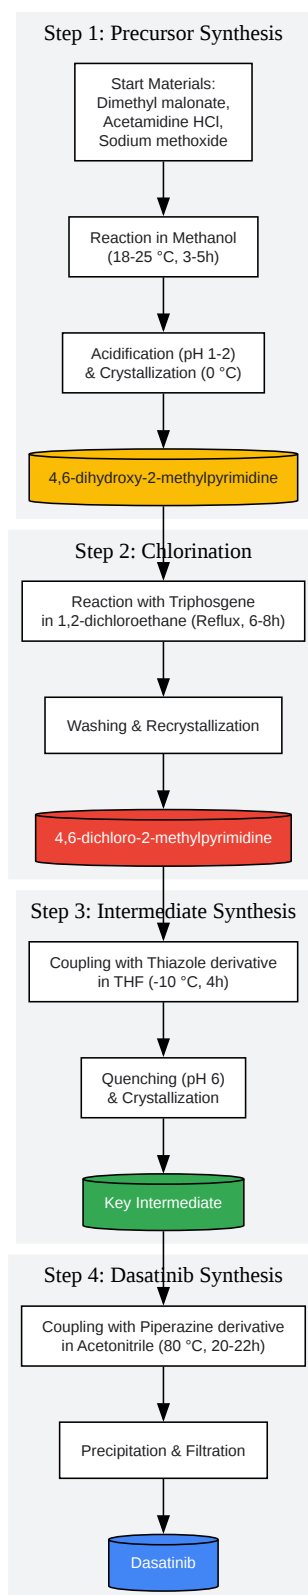 Step 1: Precursor Synthesis
Start Materials:
Dimethyl malonate,
Acetamidine HCl,
Sodium methoxide
Reaction in Methanol
(18-25 °C, 3-5h)
Acidification (pH 1-2)
& Crystallization (0 °C)
4,6-dihydroxy-2-methylpyrimidine
Step 2: Chlorination
Reaction with Triphosgene
in 1,2-dichloroethane (Reflux, 6-8h)
Washing & Recrystallization
4,6-dichloro-2-methylpyrimidine
Step 3: Intermediate Synthesis
Coupling with Thiazole derivative
in THF (-10 °C, 4h)
Quenching (pH 6)
& Crystallization
Key Intermediate
Step 4: Dasatinib Synthesis
Coupling with Piperazine derivative
in Acetonitrile (80 °C, 20-22h)
Precipitation & Filtration
Dasatinib